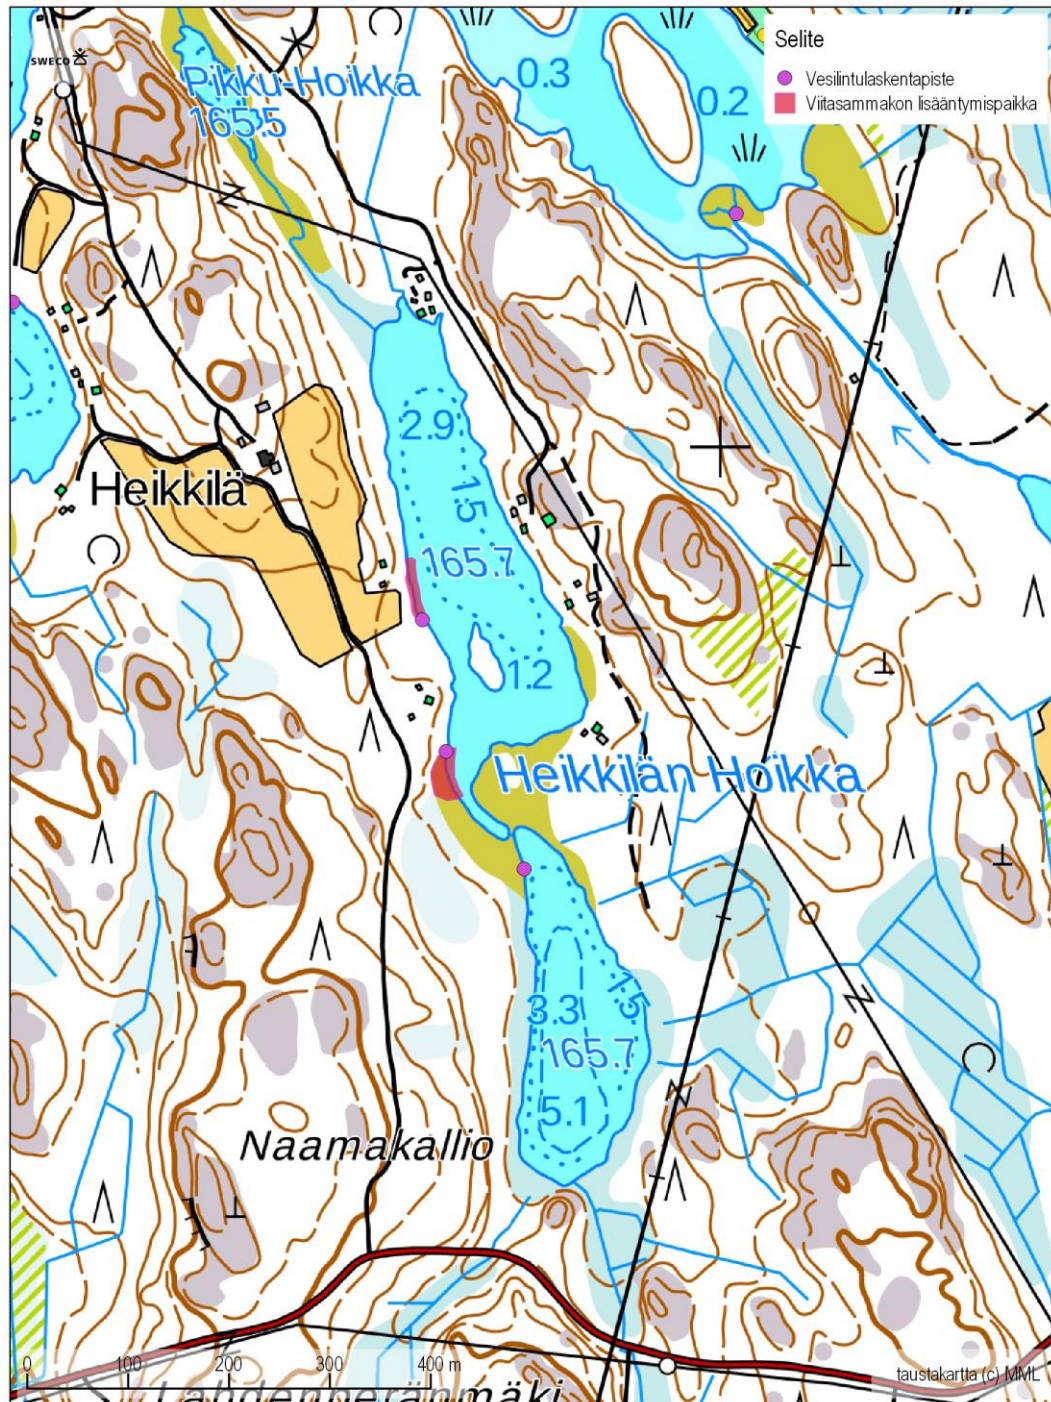 Selite
Vesilintulaskentapiste
Viitasammakon lisääntymispaikka
SWECO
Pikku-Hoikka
165.5
0.3
0.2
2.9
1.5
165.7
1.2
Heikkilä
Heikkilän Hoikka
1.5
3.3
165.7
5.1
Naamakallio
0 100 200 300 400 m
taustakartta (c) MML
Lahdenperänmäki